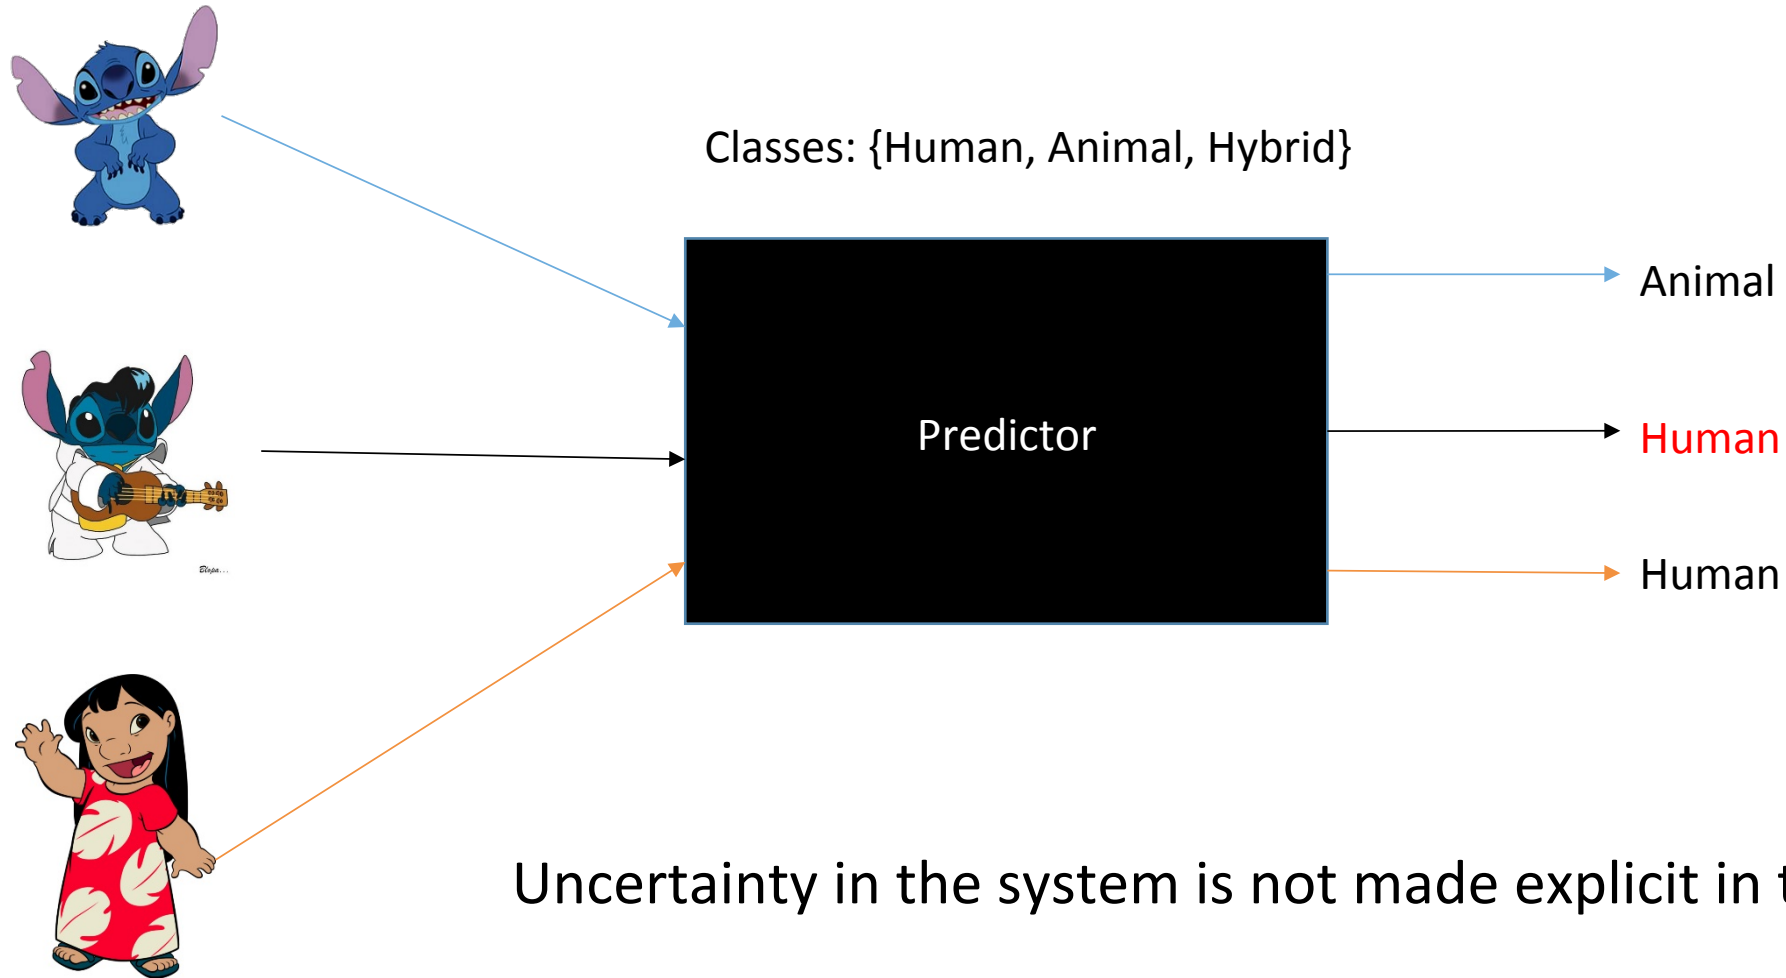 Classes: {Human, Animal, Hybrid}
Animal
Predictor
Human
Human
Uncertainty in the system is not made explicit in